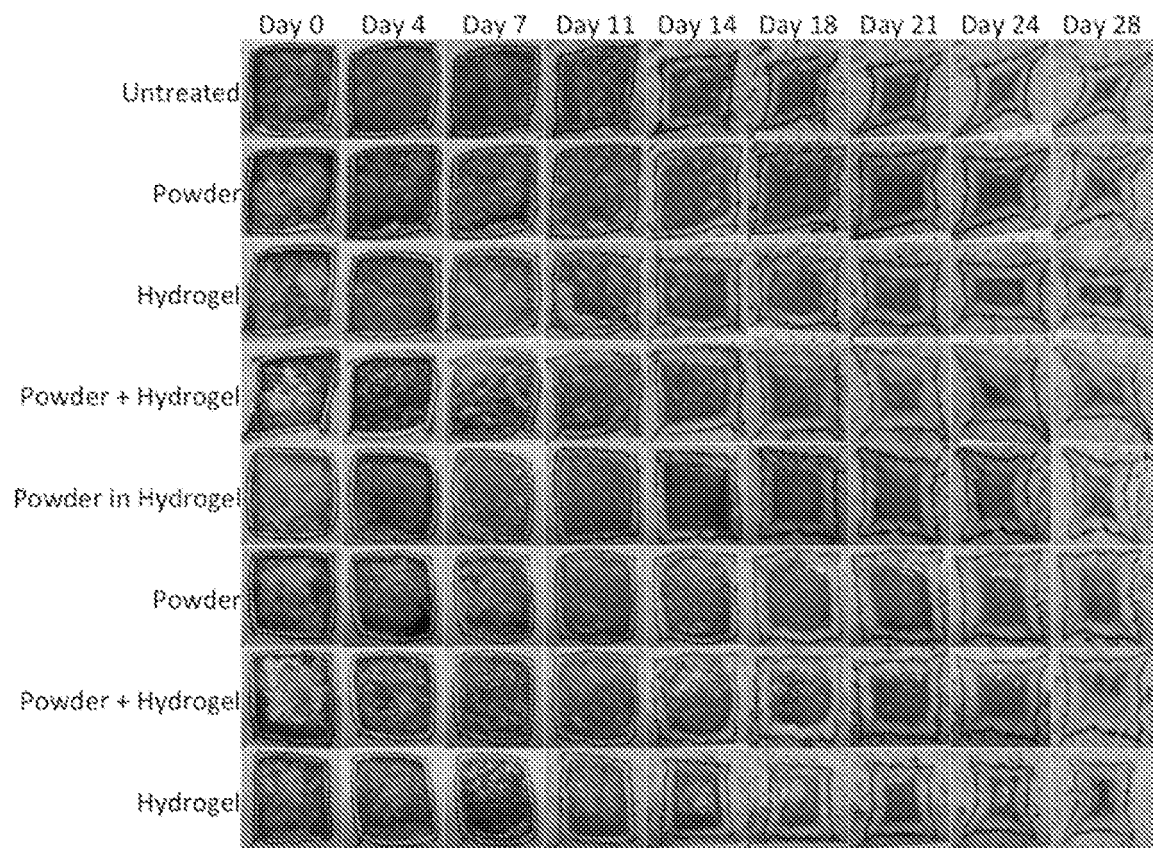 Day 0 Day 4 Day 7 Day 11 Day 14 Day 18 Day 21 Day 24 Day 28
Untreated
Powder
Hydrogel
Powder + Hydrogel
Powder in Hydrogel
Powder
Powder + Hydrogel
Hydrogel